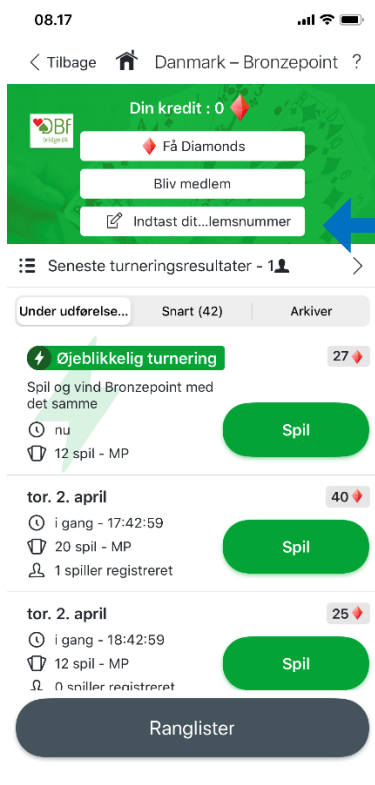 08.17
Tilbage Danmark – Bronzepoint ?
Din kredit : 0
DBf
bridge.dk
Få Diamonds
Bliv medlem
Indtast dit...lemsnummer
Seneste turneringsresultater - 1
Under udførelse... Snart (42) Arkiver
Øjeblikkelig turnering 27
Spil og vind Bronzepoint med
det samme
nu
Spil
12 spil - MP
tor. 2. april 40
i gang - 17:42:59
20 spil - MP Spil
1 spiller registreret
tor. 2. april 25
i gang - 18:42:59
12 spil - MP Spil
0 spiller registreret
Ranglister